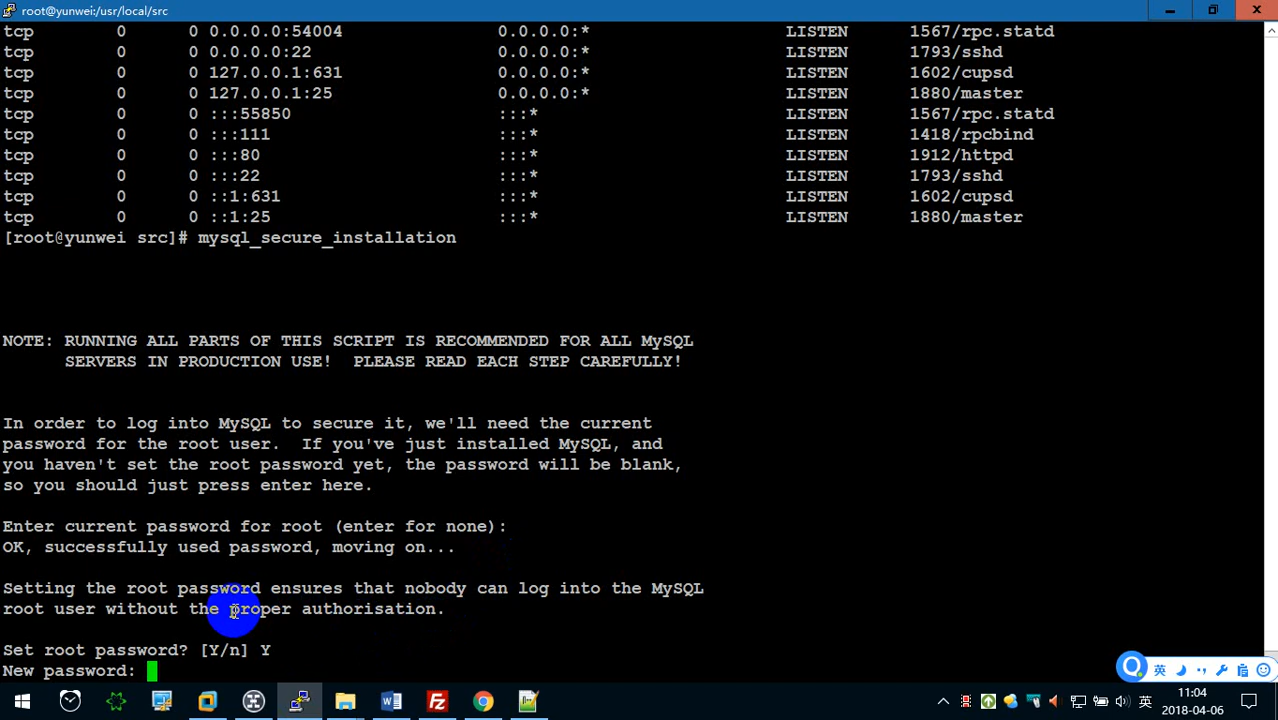 root@yunwei:/usr/local/src
tcp 0 0 0.0.0.0:54004 0.0.0.0:* LISTEN 1567/rpc.statd
tcp 0 0 0.0.0.0:22 0.0.0.0:* LISTEN 1793/sshd
tcp 0 0 127.0.0.1:631 0.0.0.0:* LISTEN 1602/cupsd
tcp 0 0 127.0.0.1:25 0.0.0.0:* LISTEN 1880/master
tcp 0 0 :::55850 :::* LISTEN 1567/rpc.statd
tcp 0 0 :::111 :::* LISTEN 1418/rpcbind
tcp 0 0 :::80 :::* LISTEN 1912/httpd
tcp 0 0 :::22 :::* LISTEN 1793/sshd
tcp 0 0 ::1:631 :::* LISTEN 1602/cupsd
tcp 0 0 ::1:25 :::* LISTEN 1880/master
[root@yunwei src]# mysql_secure_installation
NOTE: RUNNING ALL PARTS OF THIS SCRIPT IS RECOMMENDED FOR ALL MySQL
SERVERS IN PRODUCTION USE! PLEASE READ EACH STEP CAREFULLY!
In order to log into MySQL to secure it, we'll need the current
password for the root user. If you've just installed MySQL, and
you haven't set the root password yet, the password will be blank,
so you should just press enter here.
Enter current password for root (enter for none):
OK, successfully used password, moving on...
Setting the root password ensures that nobody can log into the MySQL
root user without the proper authorisation.
Set root password? [Y/n] Y
New password:
英
英
11:04
2018-04-06